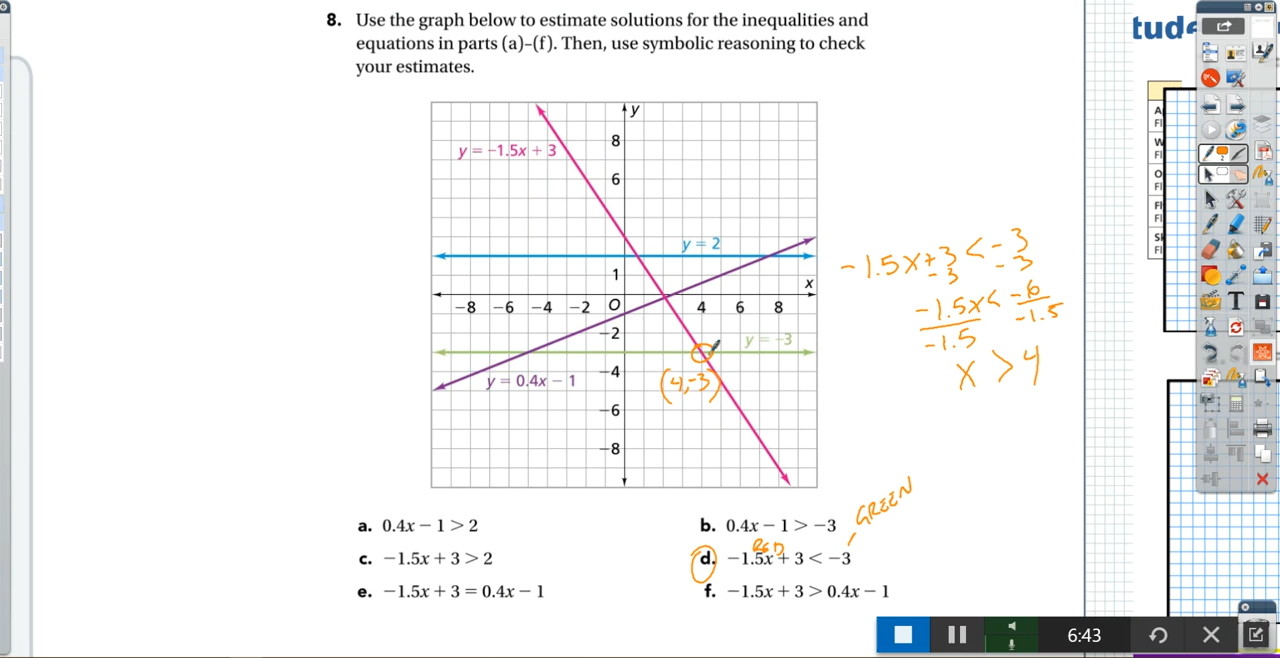 8. Use the graph below to estimate solutions for the inequalities and
equations in parts (a)–(f). Then, use symbolic reasoning to check
your estimates.
tude
y
y = −1.5x + 3
8
6
y = 2
1
x
−8 −6 −4 −2 O 4 6 8
−2
y = −3
−4
y = 0.4x − 1
(4,-3)
−6
−8
-1.5x+3<-3
-3 -3
-1.5x<-6
-1.5 -1.5
x > 4
GREEN
a. 0.4x − 1 > 2
b. 0.4x − 1 > −3
RED
c. −1.5x + 3 > 2
d. −1.5x + 3 < −3
e. −1.5x + 3 = 0.4x − 1
f. −1.5x + 3 > 0.4x − 1
6:43